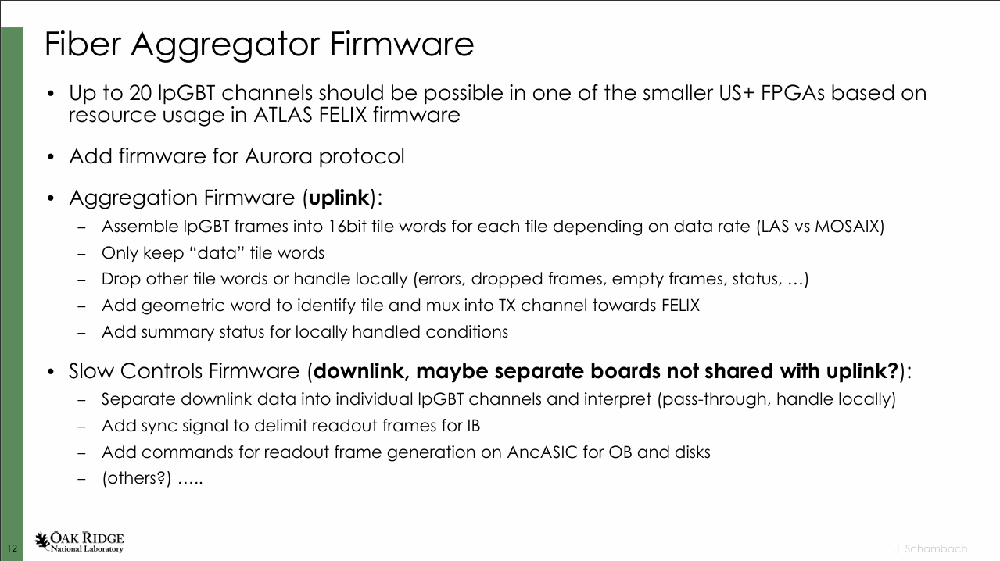 Fiber Aggregator Firmware
• Up to 20 lpGBT channels should be possible in one of the smaller US+ FPGAs based on
resource usage in ATLAS FELIX firmware
• Add firmware for Aurora protocol
• Aggregation Firmware (uplink):
– Assemble lpGBT frames into 16bit tile words for each tile depending on data rate (LAS vs MOSAIX)
– Only keep “data” tile words
– Drop other tile words or handle locally (errors, dropped frames, empty frames, status, …)
– Add geometric word to identify tile and mux into TX channel towards FELIX
– Add summary status for locally handled conditions
• Slow Controls Firmware (downlink, maybe separate boards not shared with uplink?):
– Separate downlink data into individual lpGBT channels and interpret (pass-through, handle locally)
– Add sync signal to delimit readout frames for IB
– Add commands for readout frame generation on AncASIC for OB and disks
– (others?) …..
12
OAK RIDGE
National Laboratory
J. Schambach